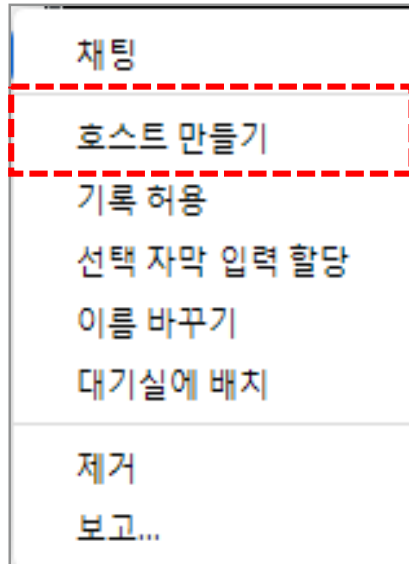 채팅
호스트 만들기
기록 허용
선택 자막 입력 할당
이름 바꾸기
대기실에 배치
제거
보고...